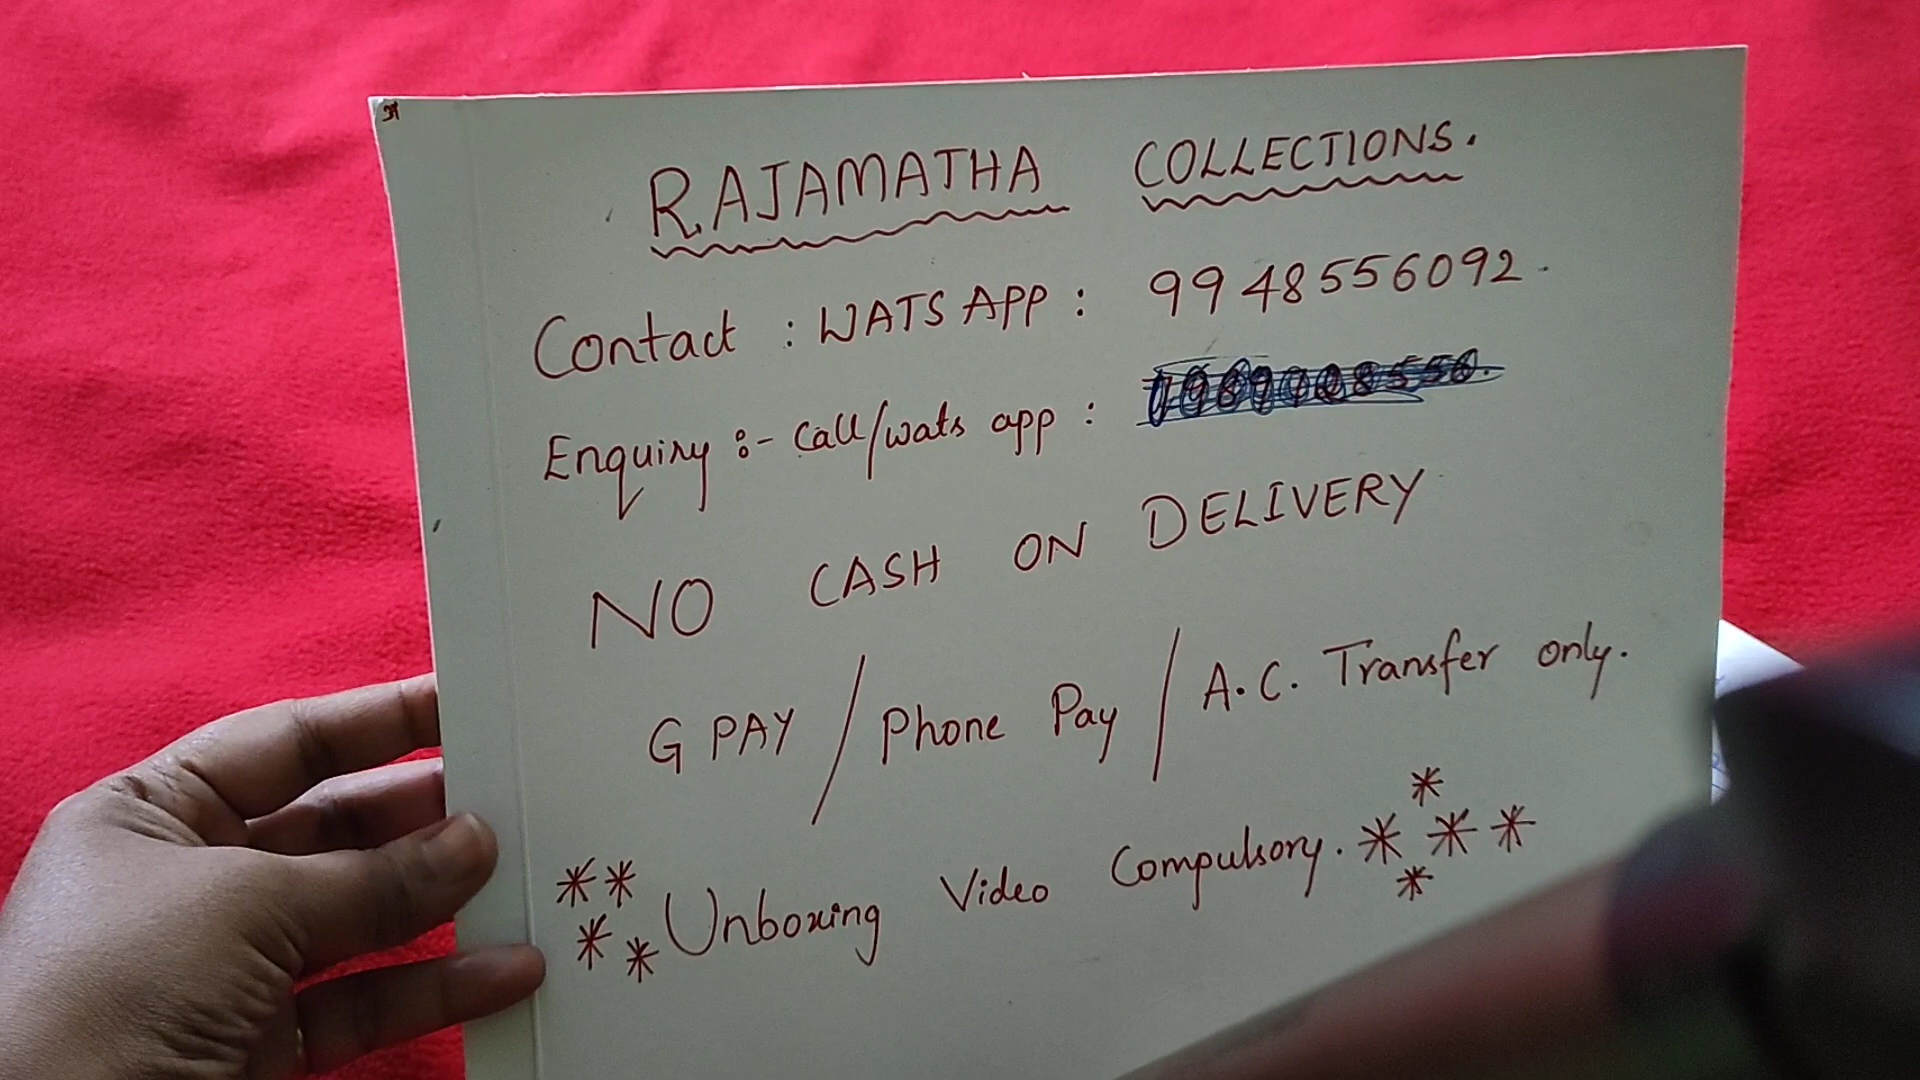 RAJAMATHA COLLECTIONS.
Contact : WATS APP : 9948556092.
Enquiry :- Call/wats app :
NO CASH ON DELIVERY
G PAY / Phone Pay / A.C. Transfer only.
**** Unboxing Video Compulsory. *****